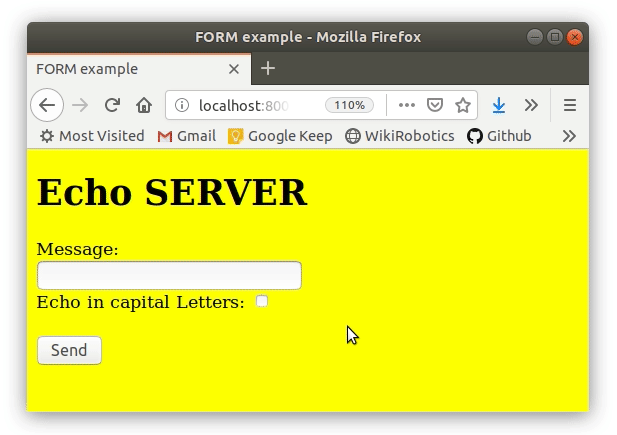 FORM example - Mozilla Firefox
FORM example
localhost:800 110%
Most Visited Gmail Google Keep WikiRobotics Github
Echo SERVER
Message:
Echo in capital Letters:
Send